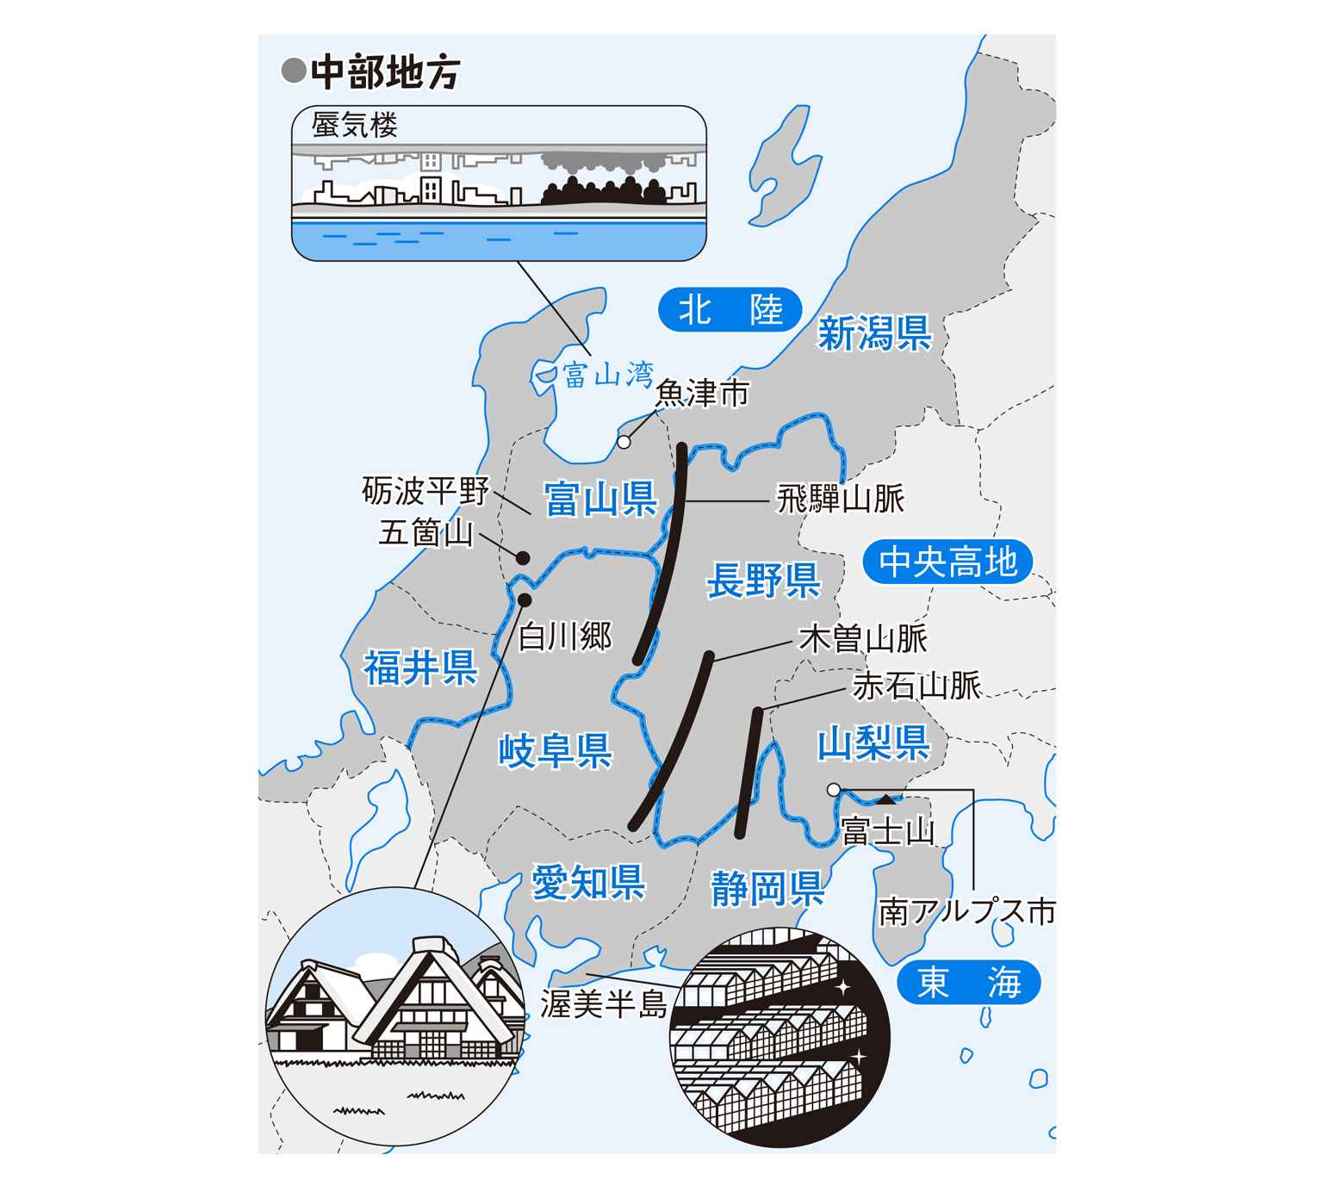 ●中部地方
蜃気楼
北 陸
新潟県
富山湾
魚津市
砺波平野
富山県
飛驒山脈
五箇山
中央高地
長野県
白川郷
木曽山脈
福井県
赤石山脈
岐阜県
山梨県
富士山
愛知県
静岡県
南アルプス市
東 海
渥美半島